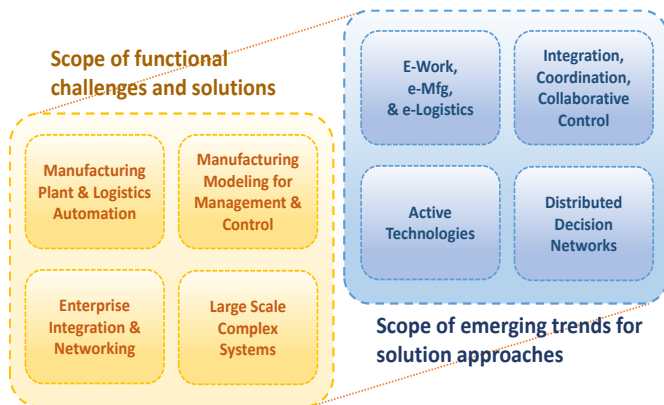 Scope of functional
challenges and solutions
Manufacturing
Plant & Logistics
Automation
Manufacturing
Modeling for
Management &
Control
Enterprise
Integration &
Networking
Large Scale
Complex
Systems
E-Work,
e-Mfg,
& e-Logistics
Integration,
Coordination,
Collaborative
Control
Active
Technologies
Distributed
Decision
Networks
Scope of emerging trends for
solution approaches